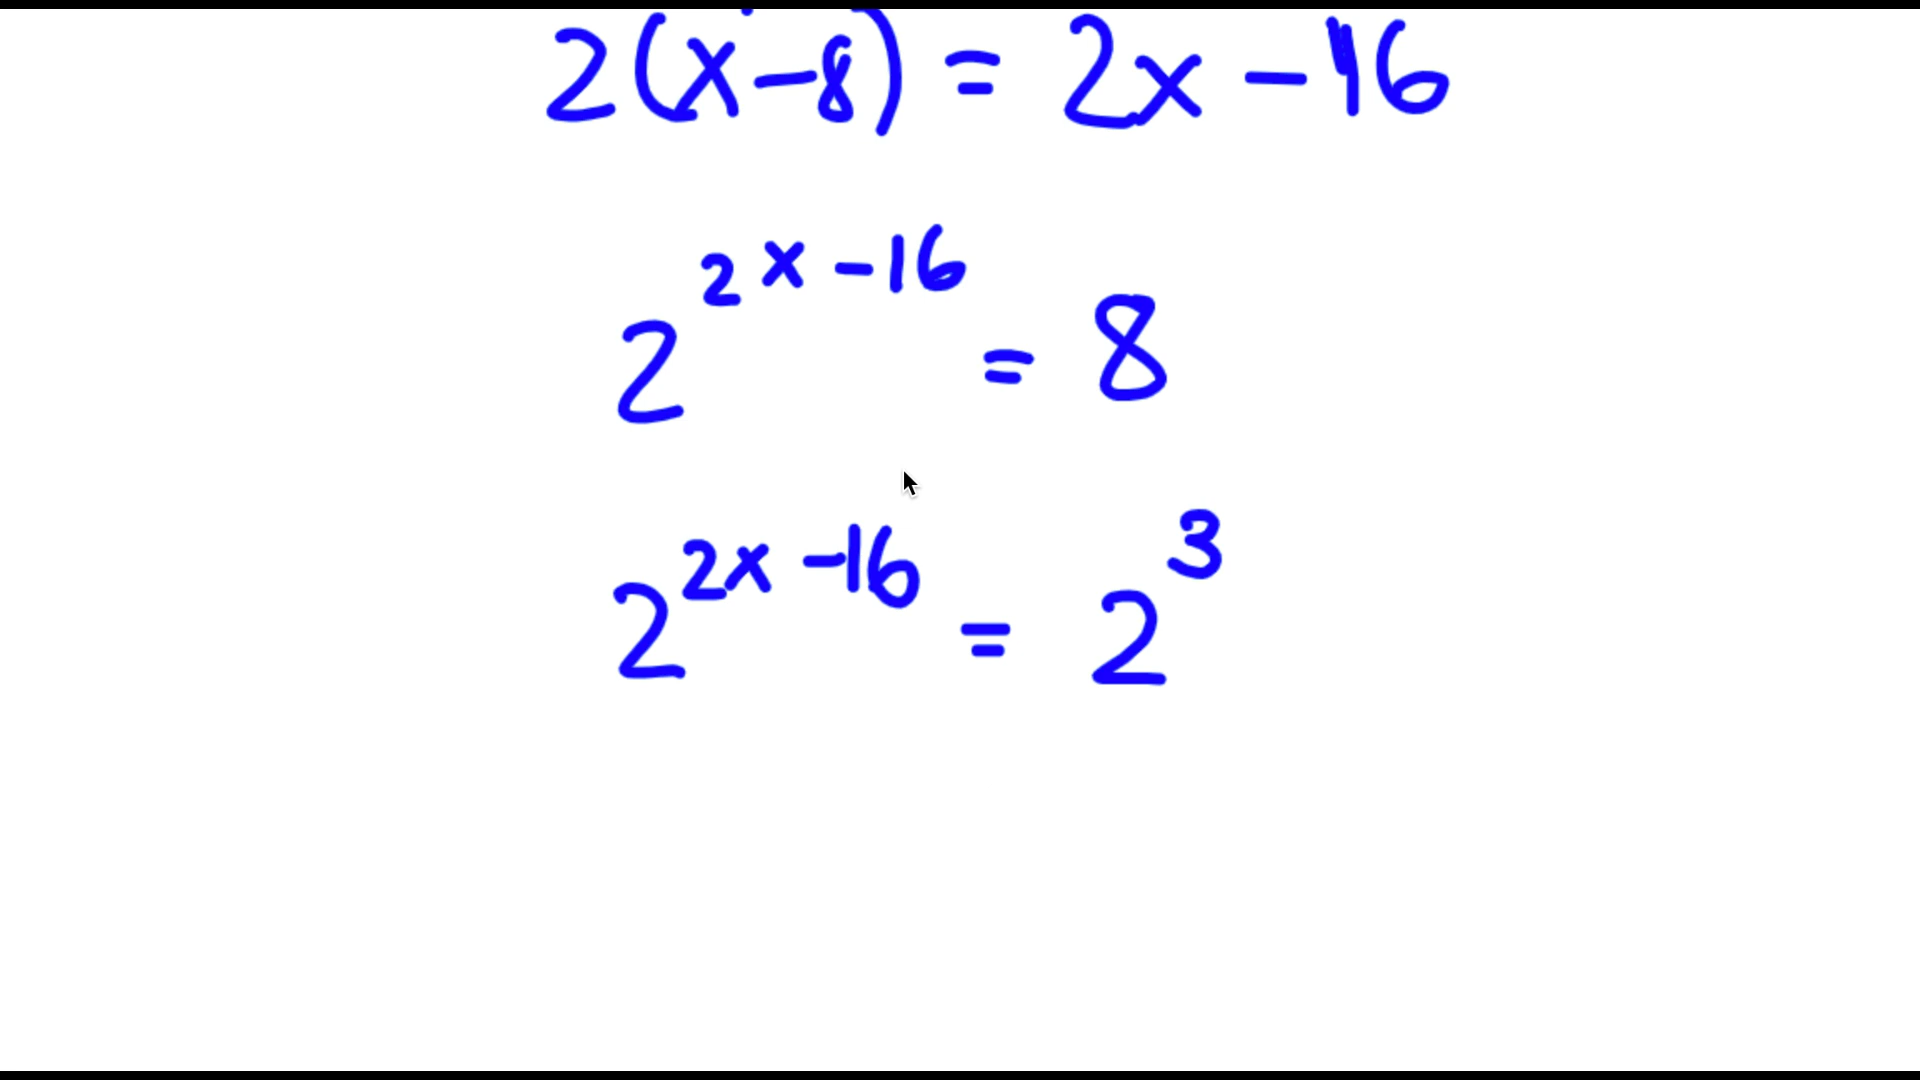 2(x-8) = 2x - 16
2^{2x-16} = 8
2^{2x-16} = 2^3